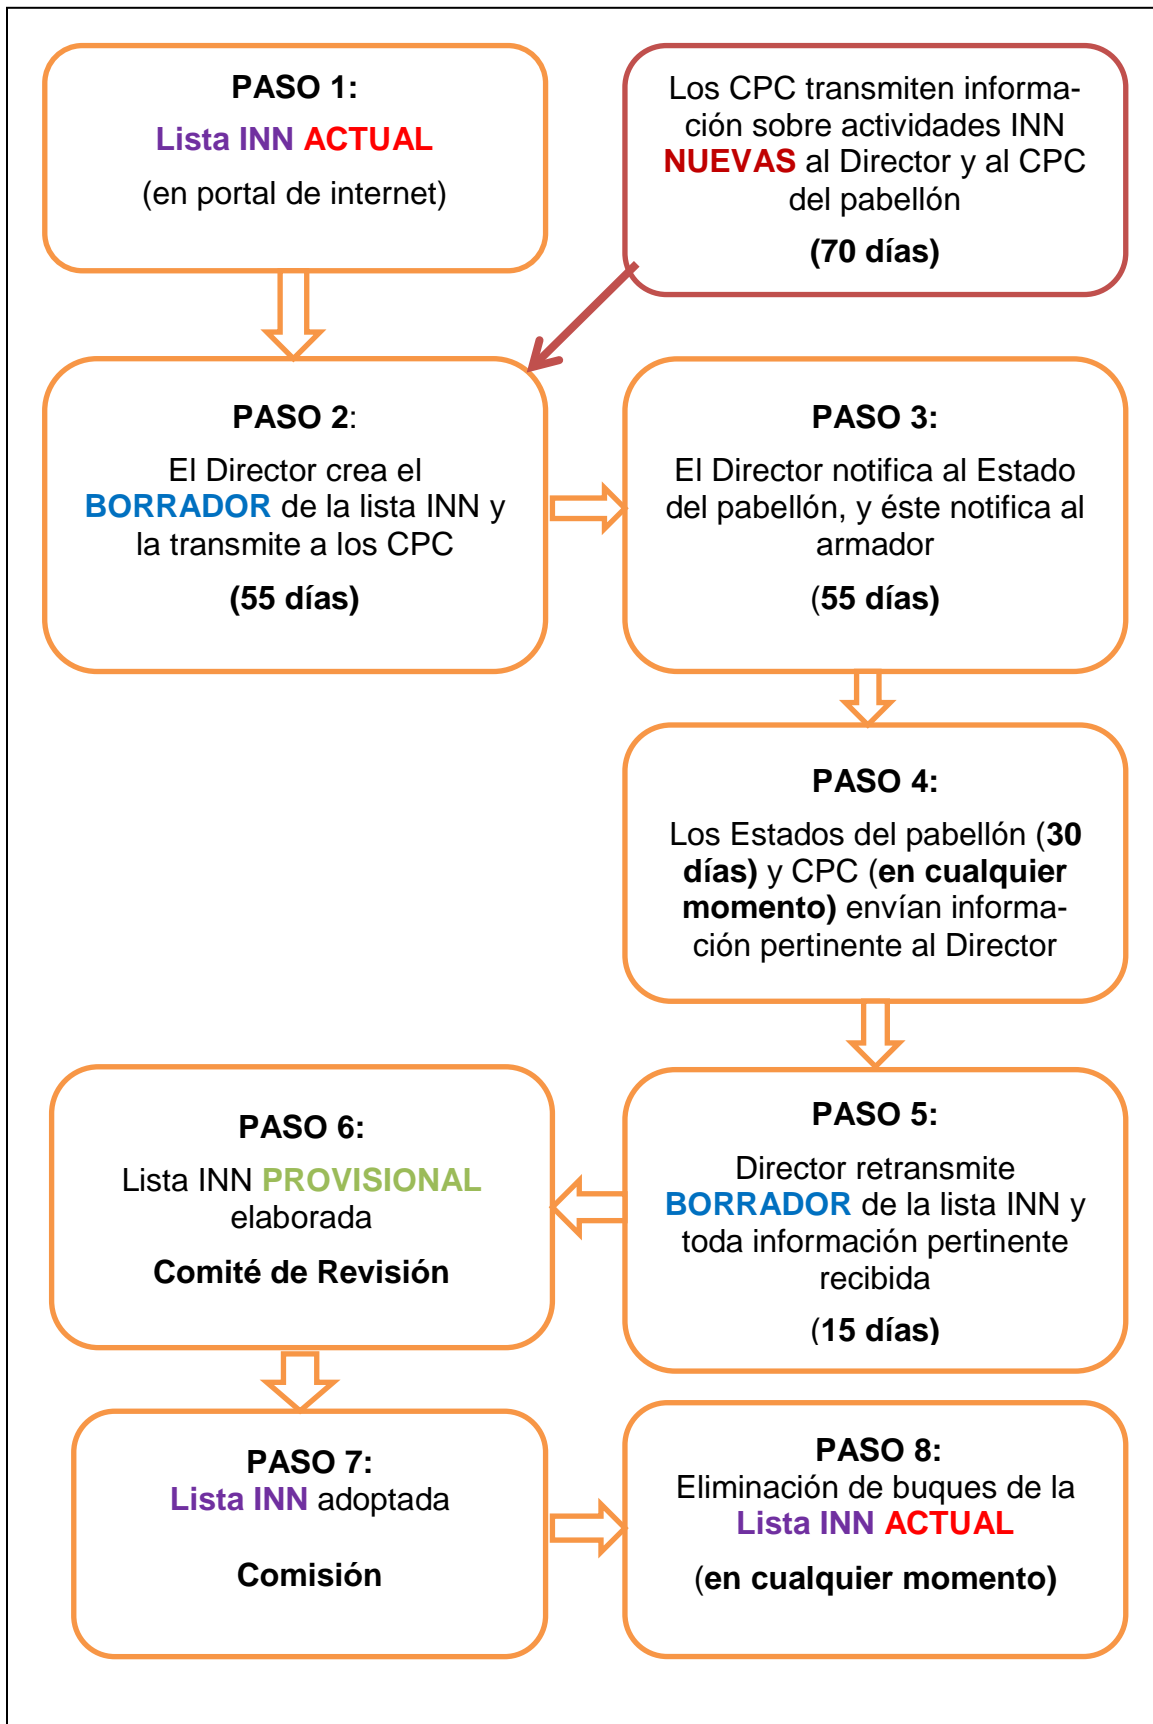 PASO 1:
Lista INN ACTUAL
(en portal de internet)
Los CPC transmiten informa-
ción sobre actividades INN
NUEVAS al Director y al CPC
del pabellón
(70 días)
PASO 2:
El Director crea el
BORRADOR de la lista INN y
la transmite a los CPC
(55 días)
PASO 3:
El Director notifica al Estado
del pabellón, y éste notifica al
armador
(55 días)
PASO 4:
Los Estados del pabellón (30
días) y CPC (en cualquier
momento) envían informa-
ción pertinente al Director
PASO 5:
Director retransmite
BORRADOR de la lista INN y
toda información pertinente
recibida
(15 días)
PASO 6:
Lista INN PROVISIONAL
elaborada
Comité de Revisión
PASO 7:
Lista INN adoptada
Comisión
PASO 8:
Eliminación de buques de la
Lista INN ACTUAL
(en cualquier momento)